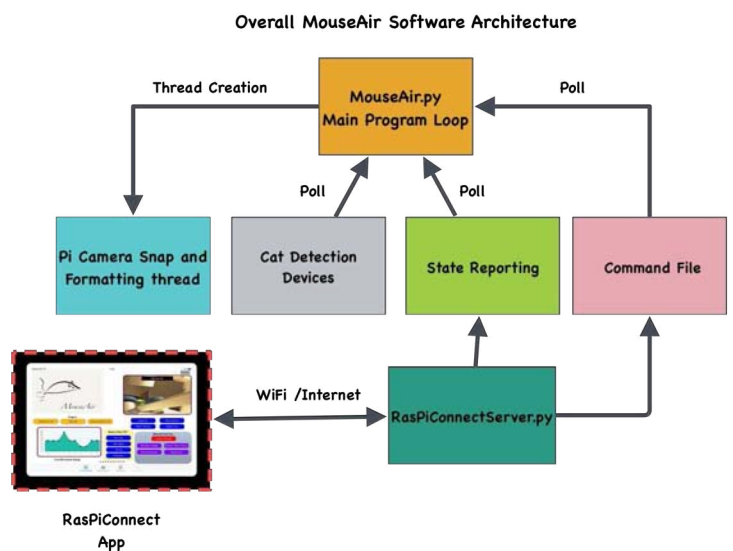 Overall MouseAir Software Architecture
Thread Creation
MouseAir.py
Main Program Loop
Poll
Poll
Poll
Pi Camera Snap and
Formatting thread
Cat Detection
Devices
State Reporting
Command File
MouseAir
WiFi /Internet
RasPiConnectServer.py
RasPiConnect
App